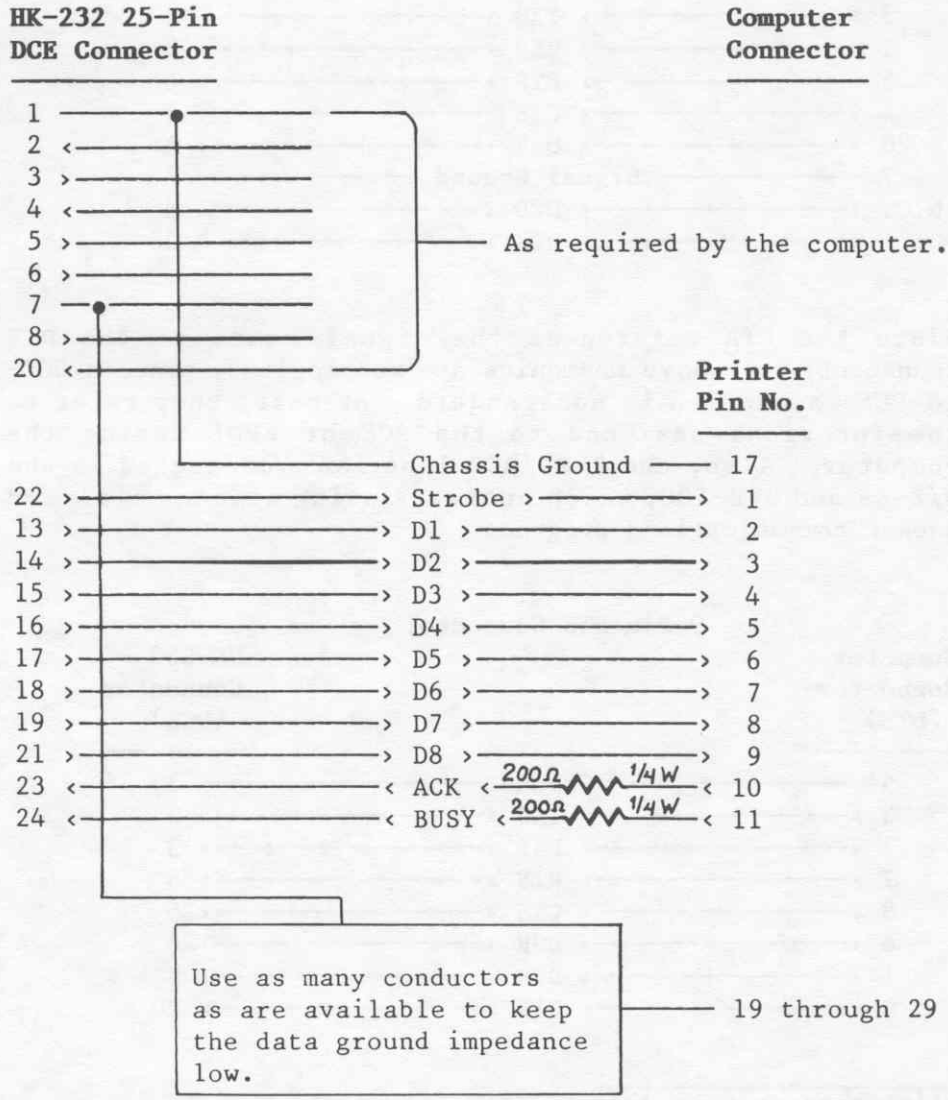 HK-232 25-Pin Computer
DCE Connector Connector
1
2 <
3 >
4 <
5 > As required by the computer.
6 >
7
8 >
20 < Printer
Pin No.
Chassis Ground 17
22 > > Strobe > > 1
13 > > D1 > > 2
14 > > D2 > > 3
15 > > D3 > > 4
16 > > D4 > > 5
17 > > D5 > > 6
18 > > D6 > > 7
19 > > D7 > > 8
21 > > D8 > > 9
23 < < ACK < 200Ω 1/4W < 10
24 < < BUSY < 200Ω 1/4W < 11
Use as many conductors
as are available to keep
the data ground impedance
low.
19 through 29